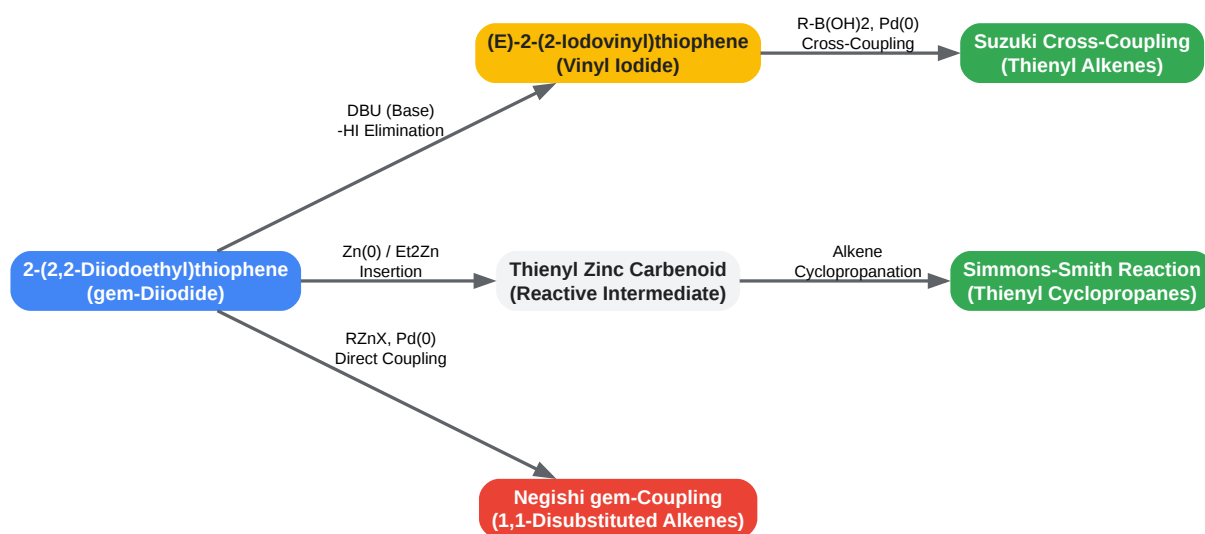 (E)-2-(2-Iodovinyl)thiophene
(Vinyl Iodide)
R-B(OH)2, Pd(0)
Cross-Coupling
Suzuki Cross-Coupling
(Thienyl Alkenes)
DBU (Base)
-HI Elimination
2-(2,2-Diiodoethyl)thiophene
(gem-Diiodide)
Zn(0) / Et2Zn
Insertion
Thienyl Zinc Carbenoid
(Reactive Intermediate)
Alkene
Cyclopropanation
Simmons-Smith Reaction
(Thienyl Cyclopropanes)
RZnX, Pd(0)
Direct Coupling
Negishi gem-Coupling
(1,1-Disubstituted Alkenes)